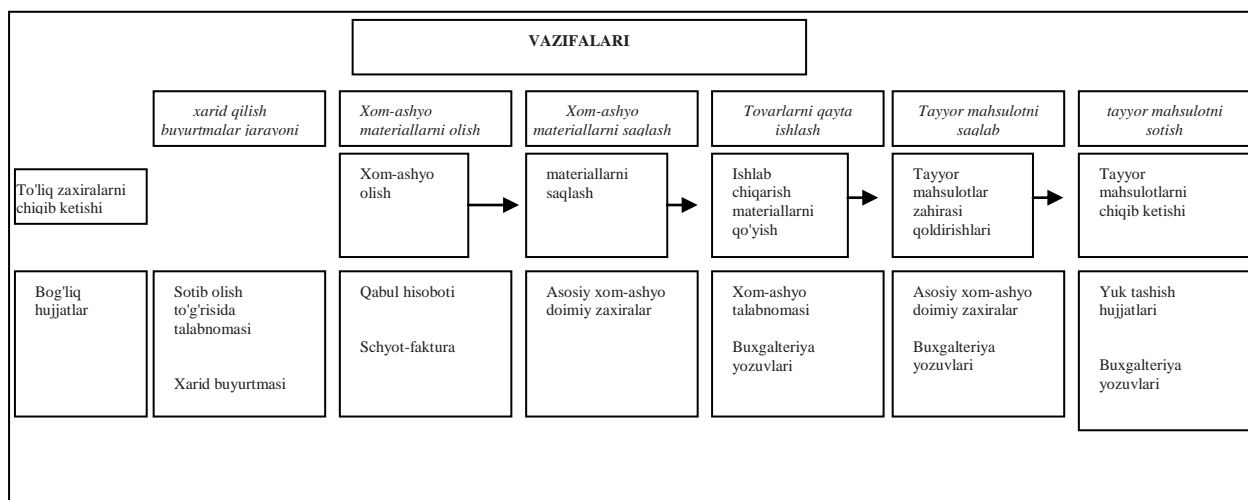 VAZIFALARI
xarid qilish
buyurtmalar jarayoni
Xom-ashyo
materiallarni olish
Xom-ashyo
materiallarni saqlash
Tovarlarni qayta
ishlash
Tayyor mahsulotni
saqlab
tayyor mahsulotni
sotish
To'liq zaxiralarni
chiqib ketishi
Xom-ashyo
olish
materiallarni
saqlash
Ishlab
chiqarish
materiallarni
qo'yish
Tayyor
mahsulotlar
zahirasi
qoldirishlari
Tayyor
mahsulotlarni
chiqib ketishi
Bog'liq
hujjatlar
Sotib olish
to'g'risida
talabnomasi
Xarid buyurtmasi
Qabul hisoboti
Schyot-faktura
Asosiy xom-ashyo
doimiy zaxiralar
Xom-ashyo
talabnomasi
Buxgalteriya
yozuvlari
Asosiy xom-ashyo
doimiy zaxiralar
Buxgalteriya
yozuvlari
Yuk tashish
hujjatlari
Buxgalteriya
yozuvlari